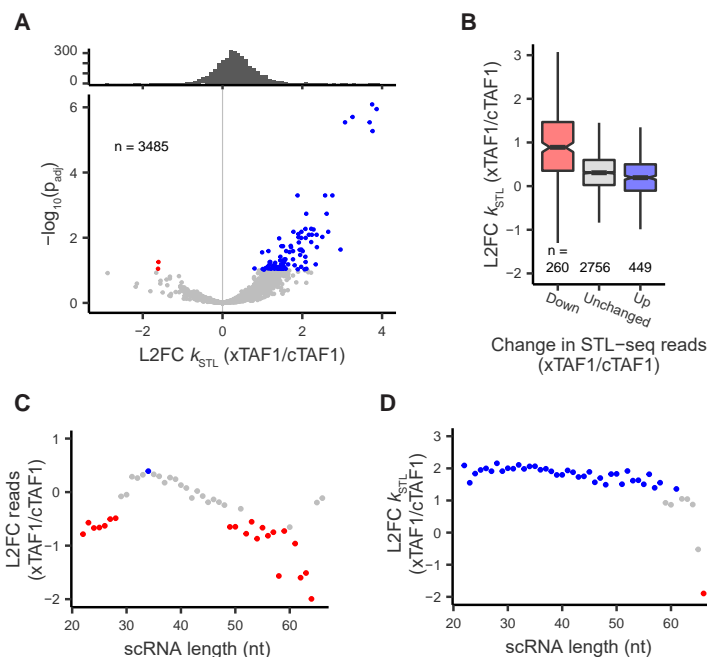 A
300
0
6
4
2
0
n = 3485
−log10(padj)
−2
0
2
4
L2FC kSTL (xTAF1/cTAF1)
B
3
2
1
0
−1
−2
L2FC kSTL
(xTAF1/cTAF1)
n =
260
2756
449
Down
Unchanged
Up
Change in STL−seq reads
(xTAF1/cTAF1)
C
1
0
−1
−2
L2FC reads
(xTAF1/cTAF1)
20
30
40
50
60
scRNA length (nt)
D
3
2
1
0
−1
−2
L2FC kSTL
(xTAF1/cTAF1)
20
30
40
50
60
scRNA length (nt)